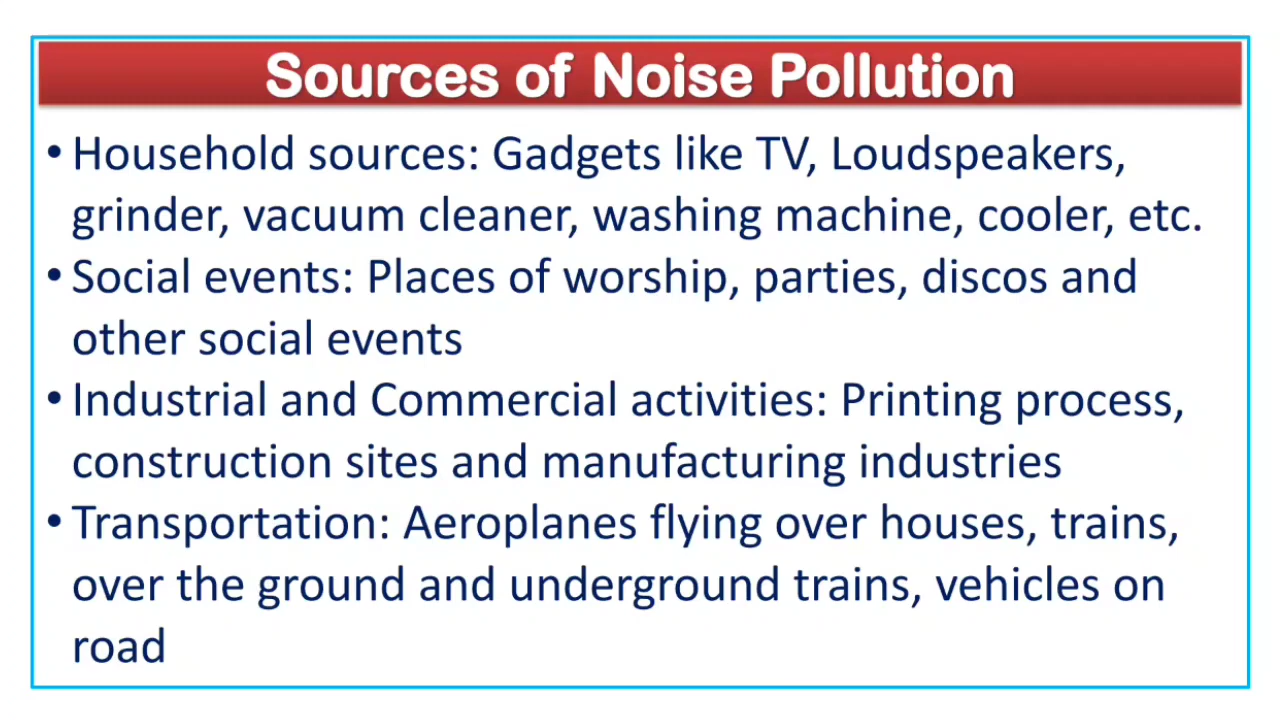 Sources of Noise Pollution
• Household sources: Gadgets like TV, Loudspeakers,
grinder, vacuum cleaner, washing machine, cooler, etc.
• Social events: Places of worship, parties, discos and
other social events
• Industrial and Commercial activities: Printing process,
construction sites and manufacturing industries
• Transportation: Aeroplanes flying over houses, trains,
over the ground and underground trains, vehicles on
road